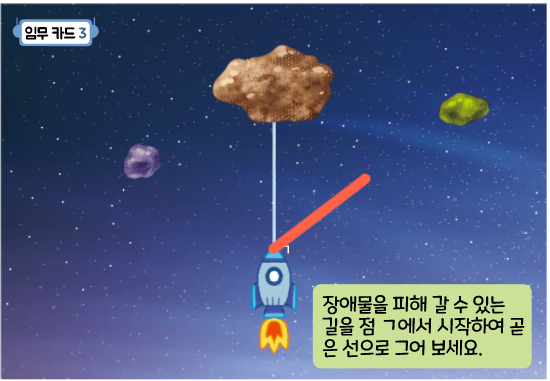 임무 카드 3
ㄱ
장애물을 피해 갈 수 있는
길을 점 ㄱ에서 시작하여 곧
은 선으로 그어 보세요.